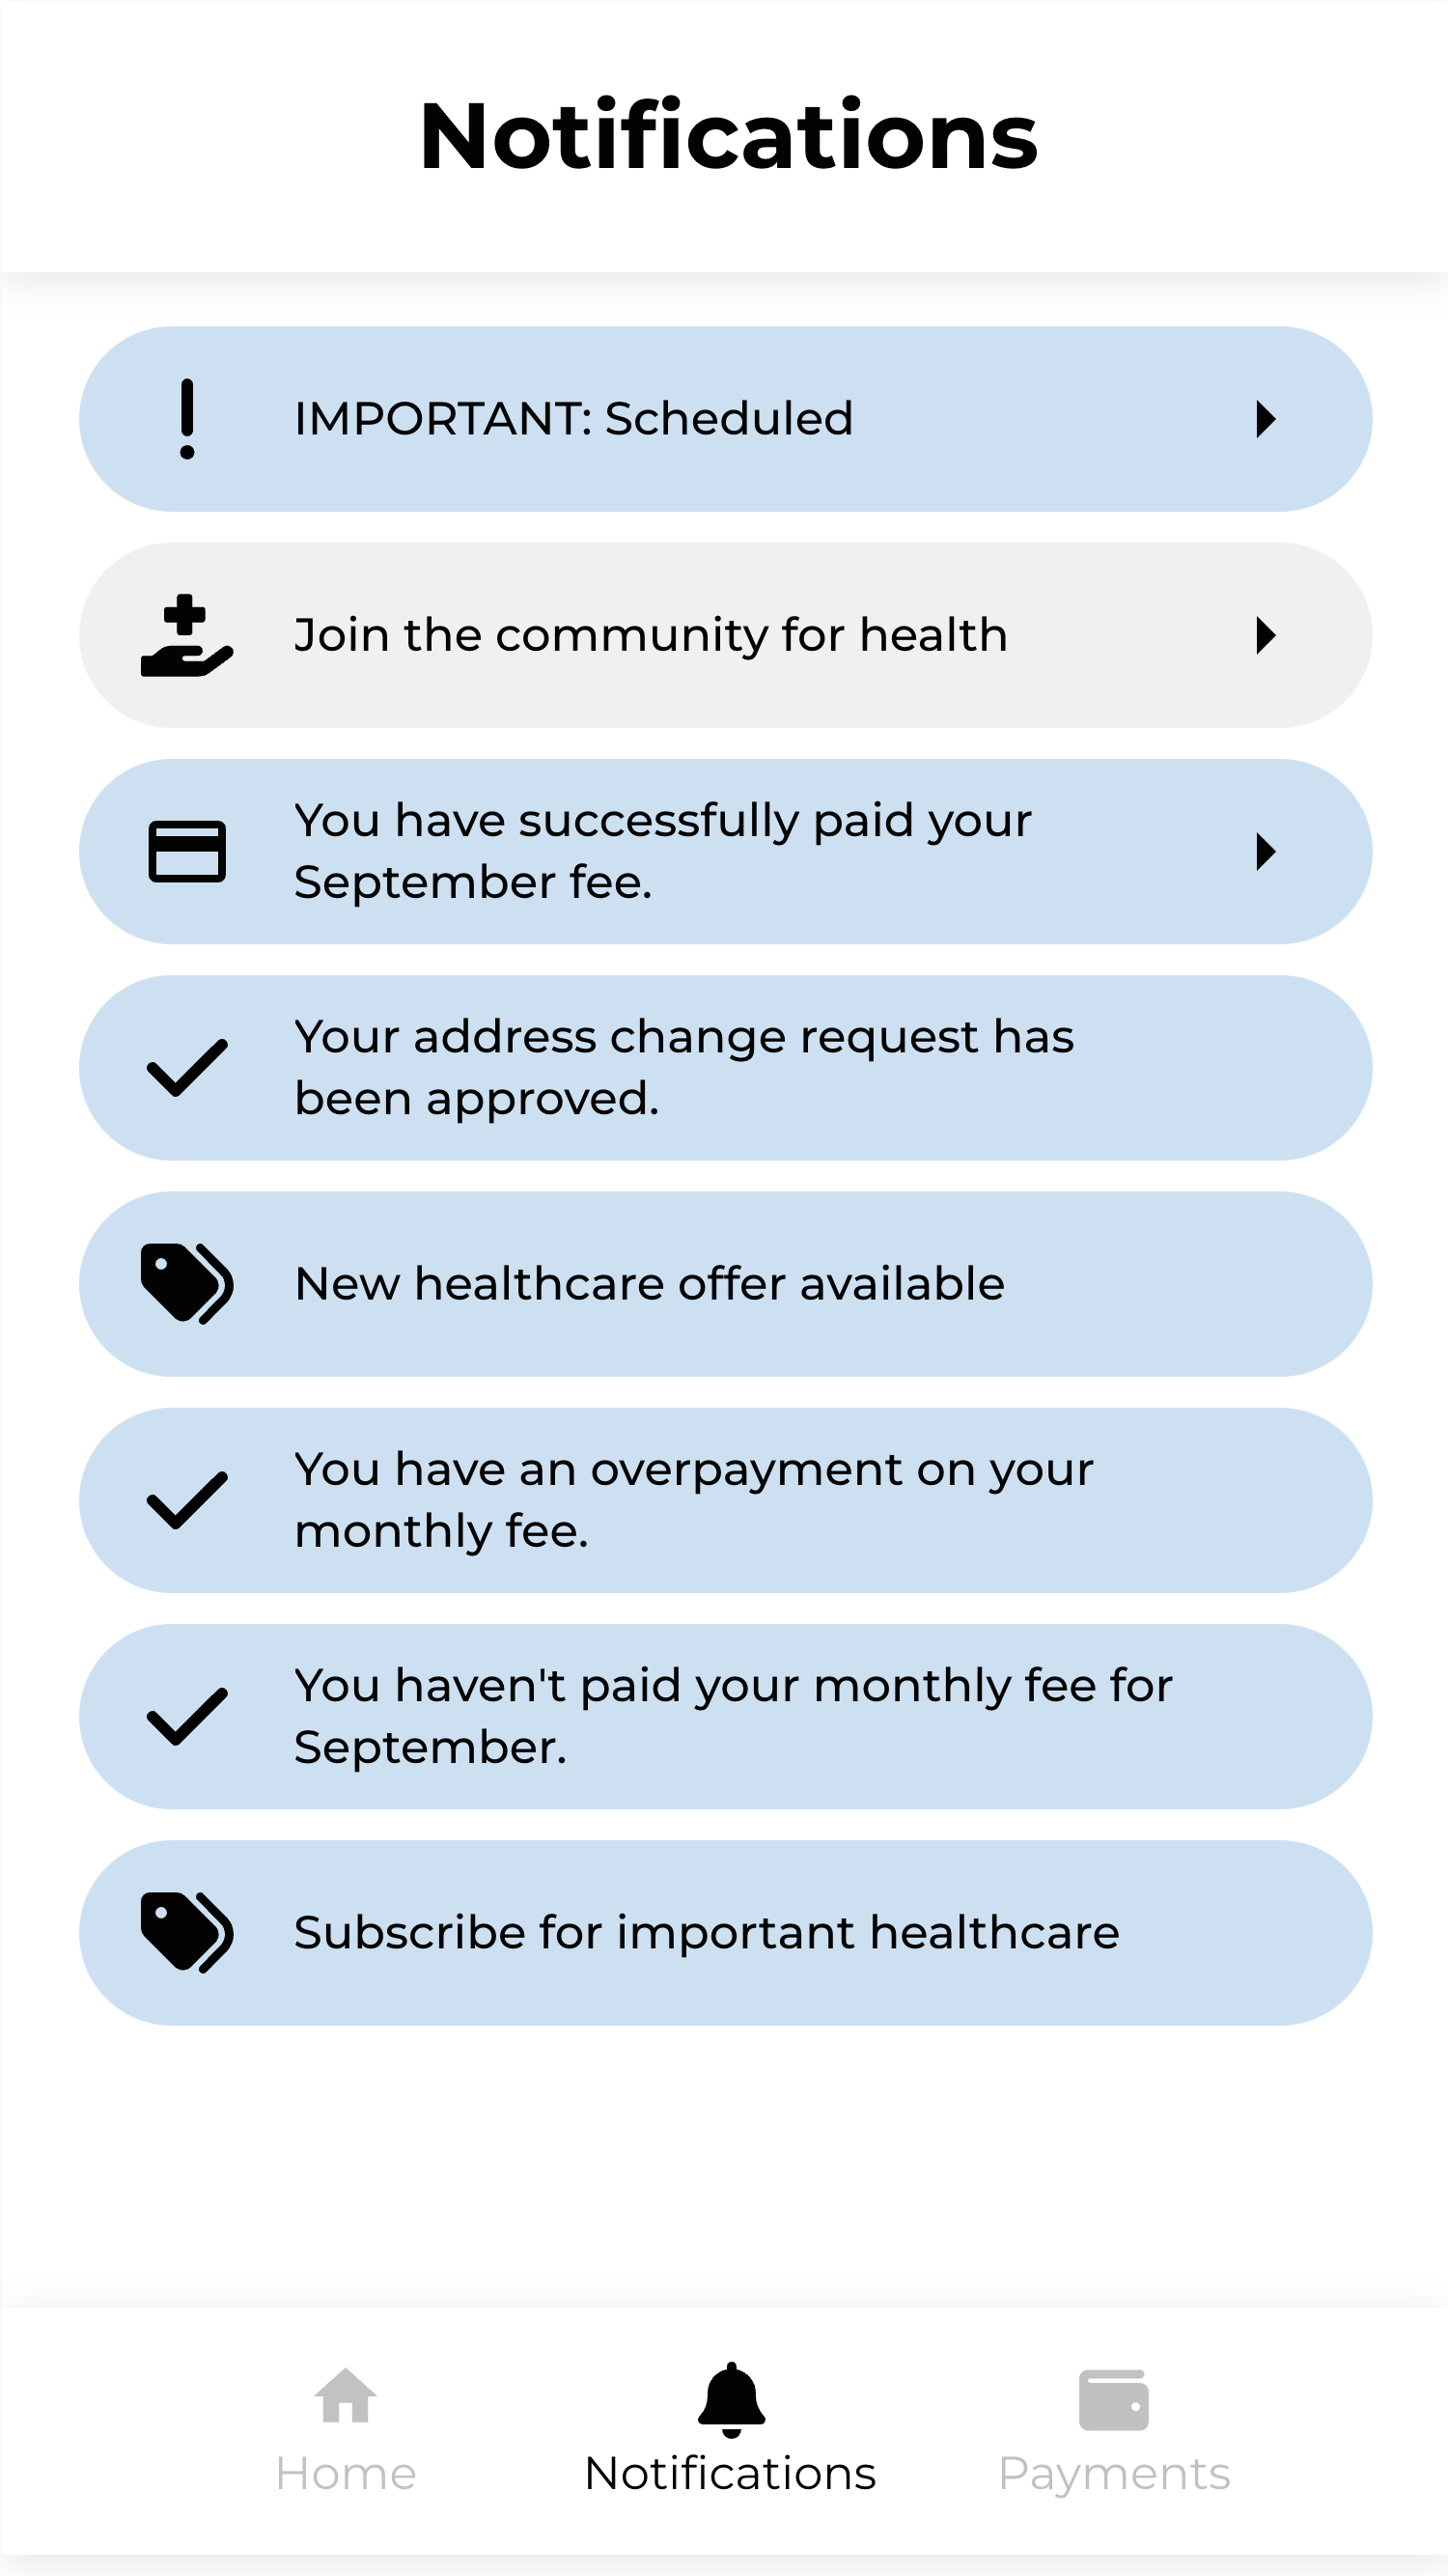 Notifications
IMPORTANT: Scheduled
Join the community for health
You have successfully paid your
September fee.
Your address change request has
been approved.
New healthcare offer available
You have an overpayment on your
monthly fee.
You haven't paid your monthly fee for
September.
Subscribe for important healthcare
Home
Notifications
Payments